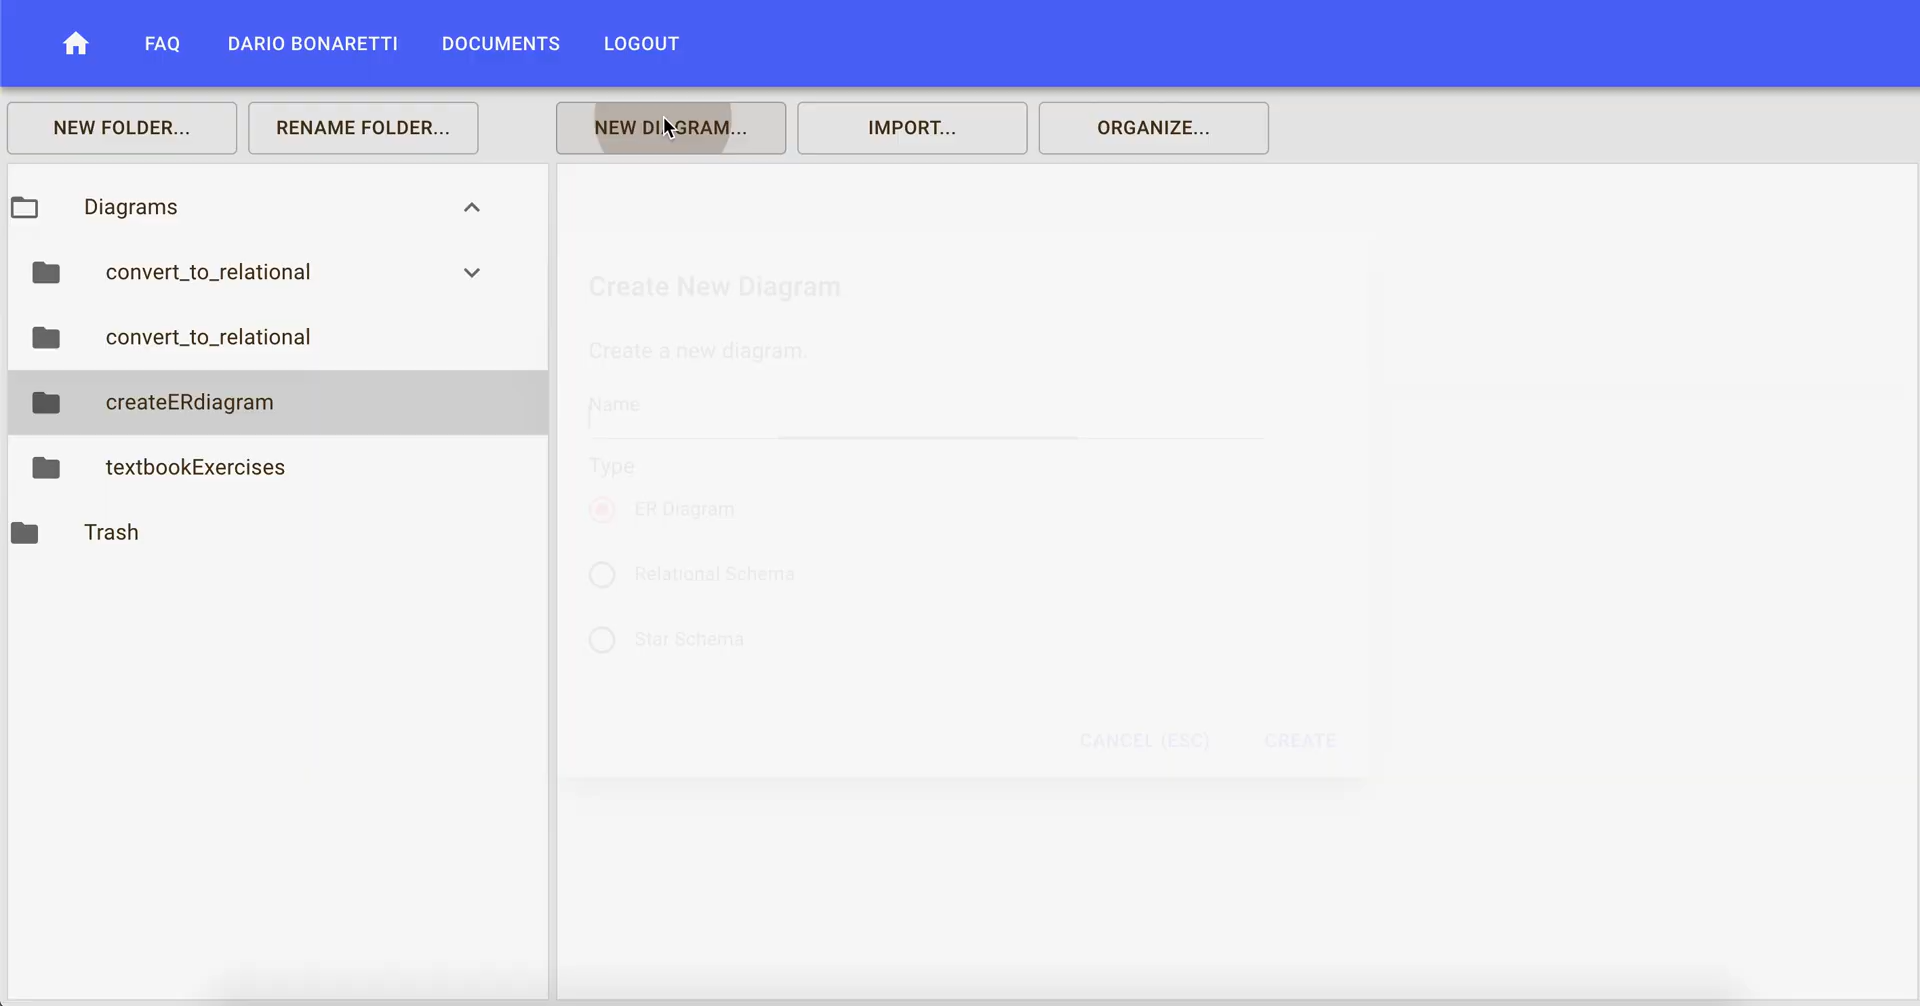 FAQ DARIO BONARETTI DOCUMENTS LOGOUT
NEW FOLDER... RENAME FOLDER... NEW DIAGRAM... IMPORT... ORGANIZE...
Diagrams
convert_to_relational
convert_to_relational
createERdiagram
textbookExercises
Trash
Create New Diagram
Create a new diagram.
Name
Type
ER Diagram
Relational Schema
Star Schema
CANCEL (ESC) CREATE